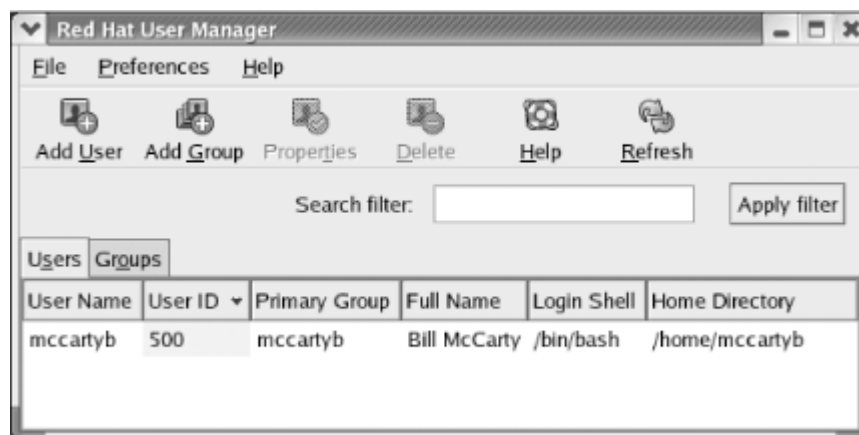 Red Hat User Manager
File Preferences Help
Add User Add Group Properties Delete Help Refresh
Search filter: Apply filter
Users Groups
User Name User ID Primary Group Full Name Login Shell Home Directory
mccartyb 500 mccartyb Bill McCarty /bin/bash /home/mccartyb